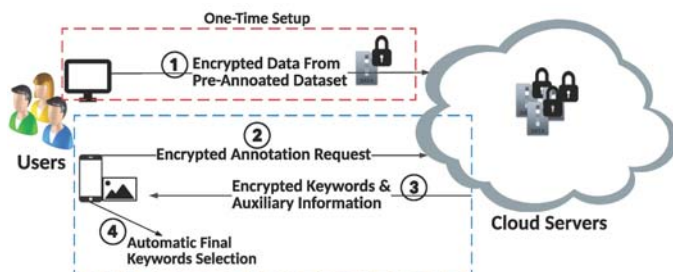 One-Time Setup
1 Encrypted Data From
Pre-Annoated Dataset
Users
2
Encrypted Annotation Request
Encrypted Keywords & 3
Auxiliary Information
Cloud Servers
4 Automatic Final
Keywords Selection